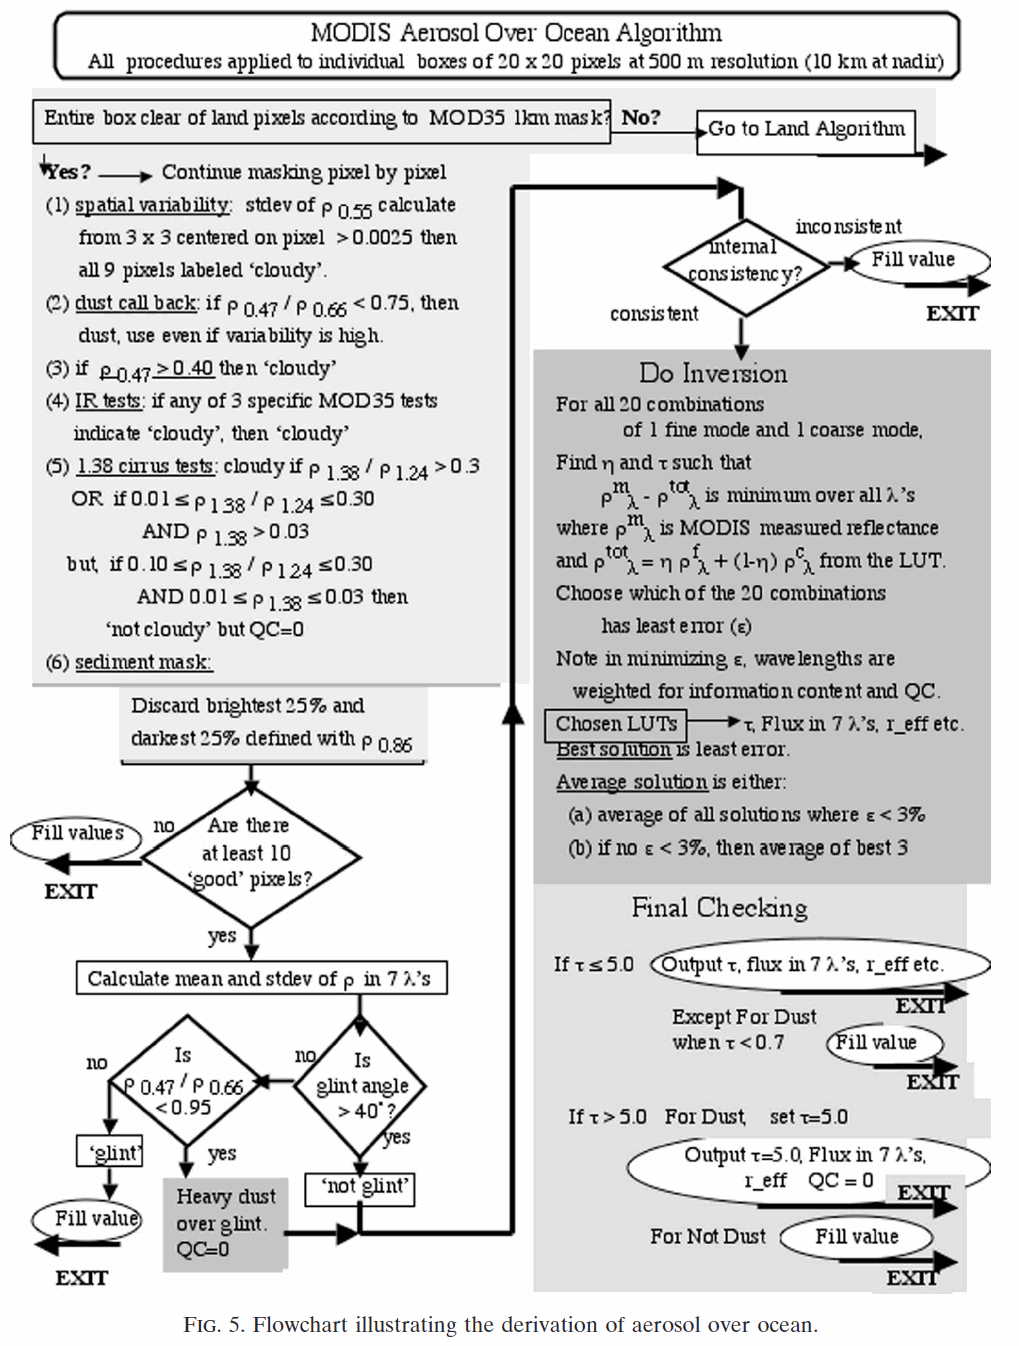 MODIS Aerosol Over Ocean Algorithm
All procedures applied to individual boxes of 20 x 20 pixels at 500 m resolution (10 km at nadir)
Entire box clear of land pixels according to MOD35 1km mask? No?
Go to Land Algorithm
Yes? Continue masking pixel by pixel
(1) spatial variability: stdev of ρ 0.55 calculate
from 3 x 3 centered on pixel > 0.0025 then
all 9 pixels labeled ‘cloudy’.
(2) dust call back: if ρ 0.47 / ρ 0.66 < 0.75, then
dust, use even if variability is high.
(3) if ρ 0.47 > 0.40 then ‘cloudy’
(4) IR tests: if any of 3 specific MOD35 tests
indicate ‘cloudy’, then ‘cloudy’
(5) 1.38 cirrus tests: cloudy if ρ 1.38 / ρ 1.24 > 0.3
OR if 0.01 ≤ ρ 1.38 / ρ 1.24 ≤ 0.30
AND ρ 1.38 > 0.03
but, if 0.10 ≤ ρ 1.38 / ρ 1.24 ≤ 0.30
AND 0.01 ≤ ρ 1.38 ≤ 0.03 then
‘not cloudy’ but QC=0
(6) sediment mask:
Discard brightest 25% and
darkest 25% defined with ρ 0.86
Are there
at least 10
‘good’ pixels?
no
Fill values
EXIT
yes
Calculate mean and stdev of ρ in 7 λ’s
Is
glint angle
> 40˚ ?
no
yes
Is
ρ 0.47 / ρ 0.66
< 0.95
no
yes
‘glint’
‘not glint’
Fill value
EXIT
Heavy dust
over glint.
QC=0
internal
consistency?
inconsistent
Fill value
EXIT
consistent
Do Inversion
For all 20 combinations
of 1 fine mode and 1 coarse mode,
Find η and τ such that
ρ^m_λ - ρ^tot_λ is minimum over all λ’s
where ρ^m_λ is MODIS measured reflectance
and ρ^tot_λ = η ρ^f_λ + (1-η) ρ^c_λ from the LUT.
Choose which of the 20 combinations
has least error (ε)
Note in minimizing ε, wavelengths are
weighted for information content and QC.
Chosen LUTs τ, Flux in 7 λ’s, r_eff etc.
Best solution is least error.
Average solution is either:
(a) average of all solutions where ε < 3%
(b) if no ε < 3%, then average of best 3
Final Checking
If τ ≤ 5.0 Output τ, flux in 7 λ’s, r_eff etc.
EXIT
Except For Dust
when τ < 0.7 Fill value
EXIT
If τ > 5.0 For Dust, set τ=5.0
Output τ=5.0, Flux in 7 λ’s,
r_eff QC = 0
EXIT
For Not Dust Fill value
EXIT
FIG. 5. Flowchart illustrating the derivation of aerosol over ocean.